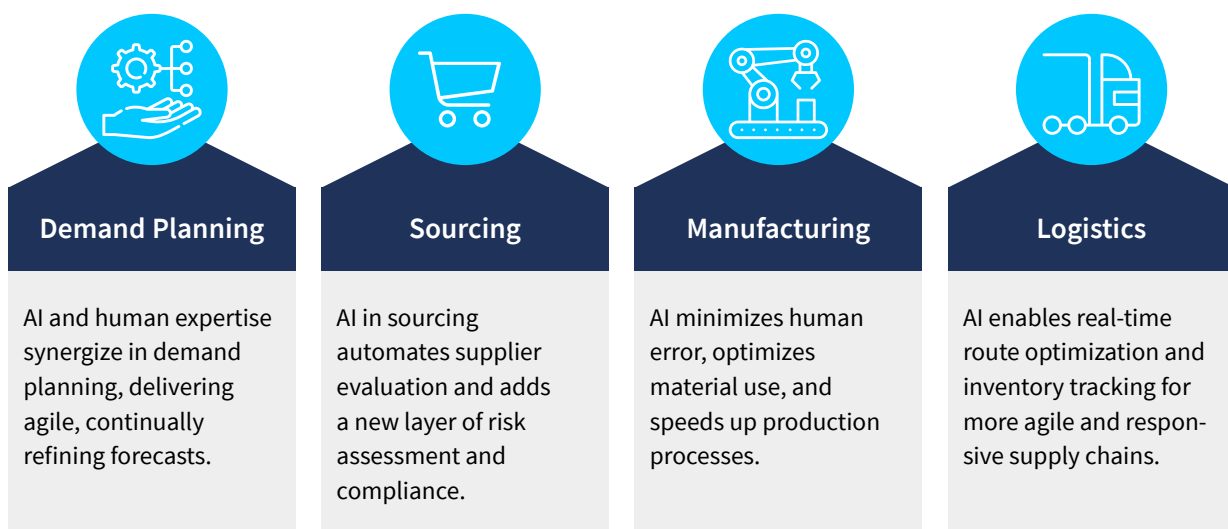 Demand Planning
AI and human expertise
synergize in demand
planning, delivering
agile, continually
refining forecasts.
Sourcing
AI in sourcing
automates supplier
evaluation and adds
a new layer of risk
assessment and
compliance.
Manufacturing
AI minimizes human
error, optimizes
material use, and
speeds up production
processes.
Logistics
AI enables real-time
route optimization and
inventory tracking for
more agile and respon-
sive supply chains.